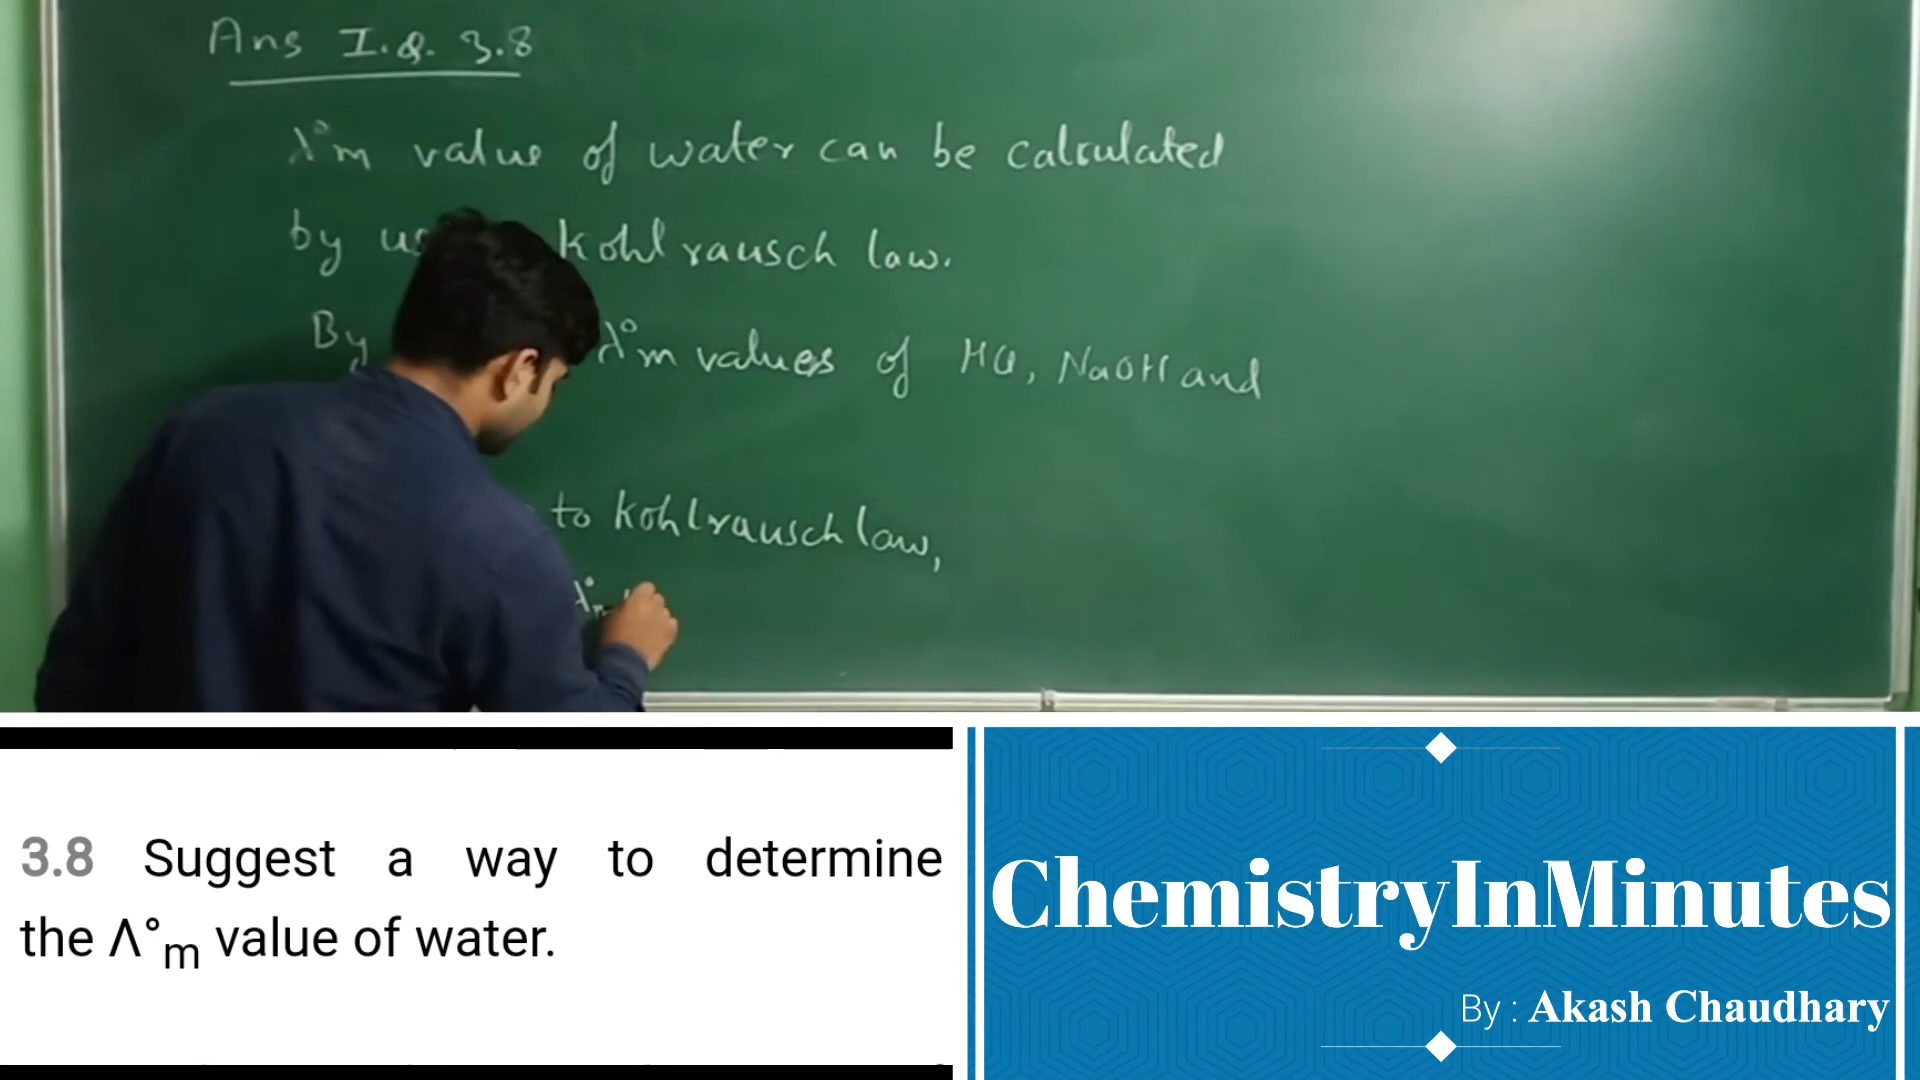 Ans I.Q. 3.8
λ°m value of water can be calculated
by Kohlrausch law.
By λ°m values of HCl, NaOH and
to Kohlrausch law,
λ°m
3.8 Suggest a way to determine
the Λ°m value of water.
ChemistryInMinutes
By : Akash Chaudhary